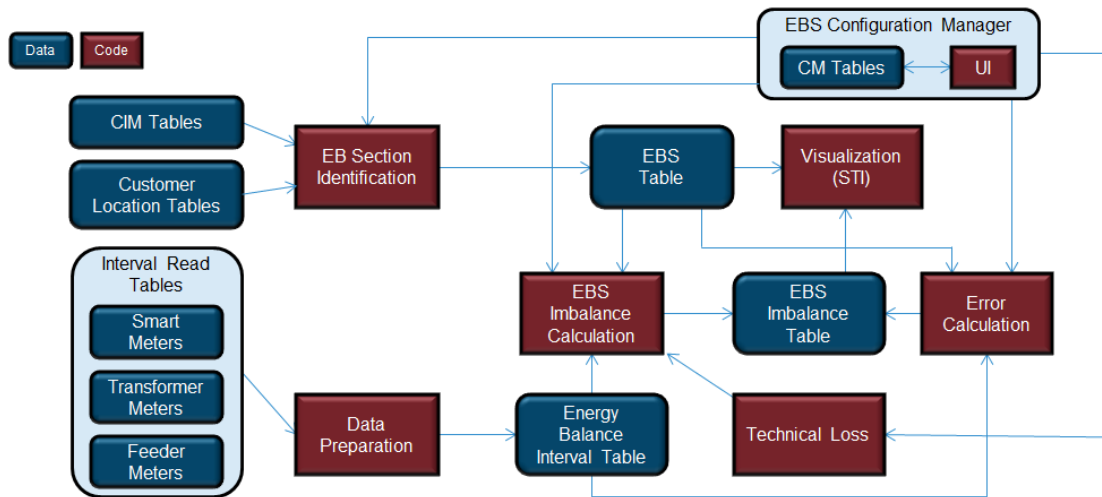 EBS Configuration Manager
Data
Code
CM Tables
UI
CIM Tables
EB Section
Identification
EBS
Table
Visualization
(STI)
Customer
Location Tables
Interval Read
Tables
Smart
Meters
Transformer
Meters
Feeder
Meters
EBS
Imbalance
Calculation
EBS
Imbalance
Table
Error
Calculation
Data
Preparation
Energy
Balance
Interval Table
Technical Loss